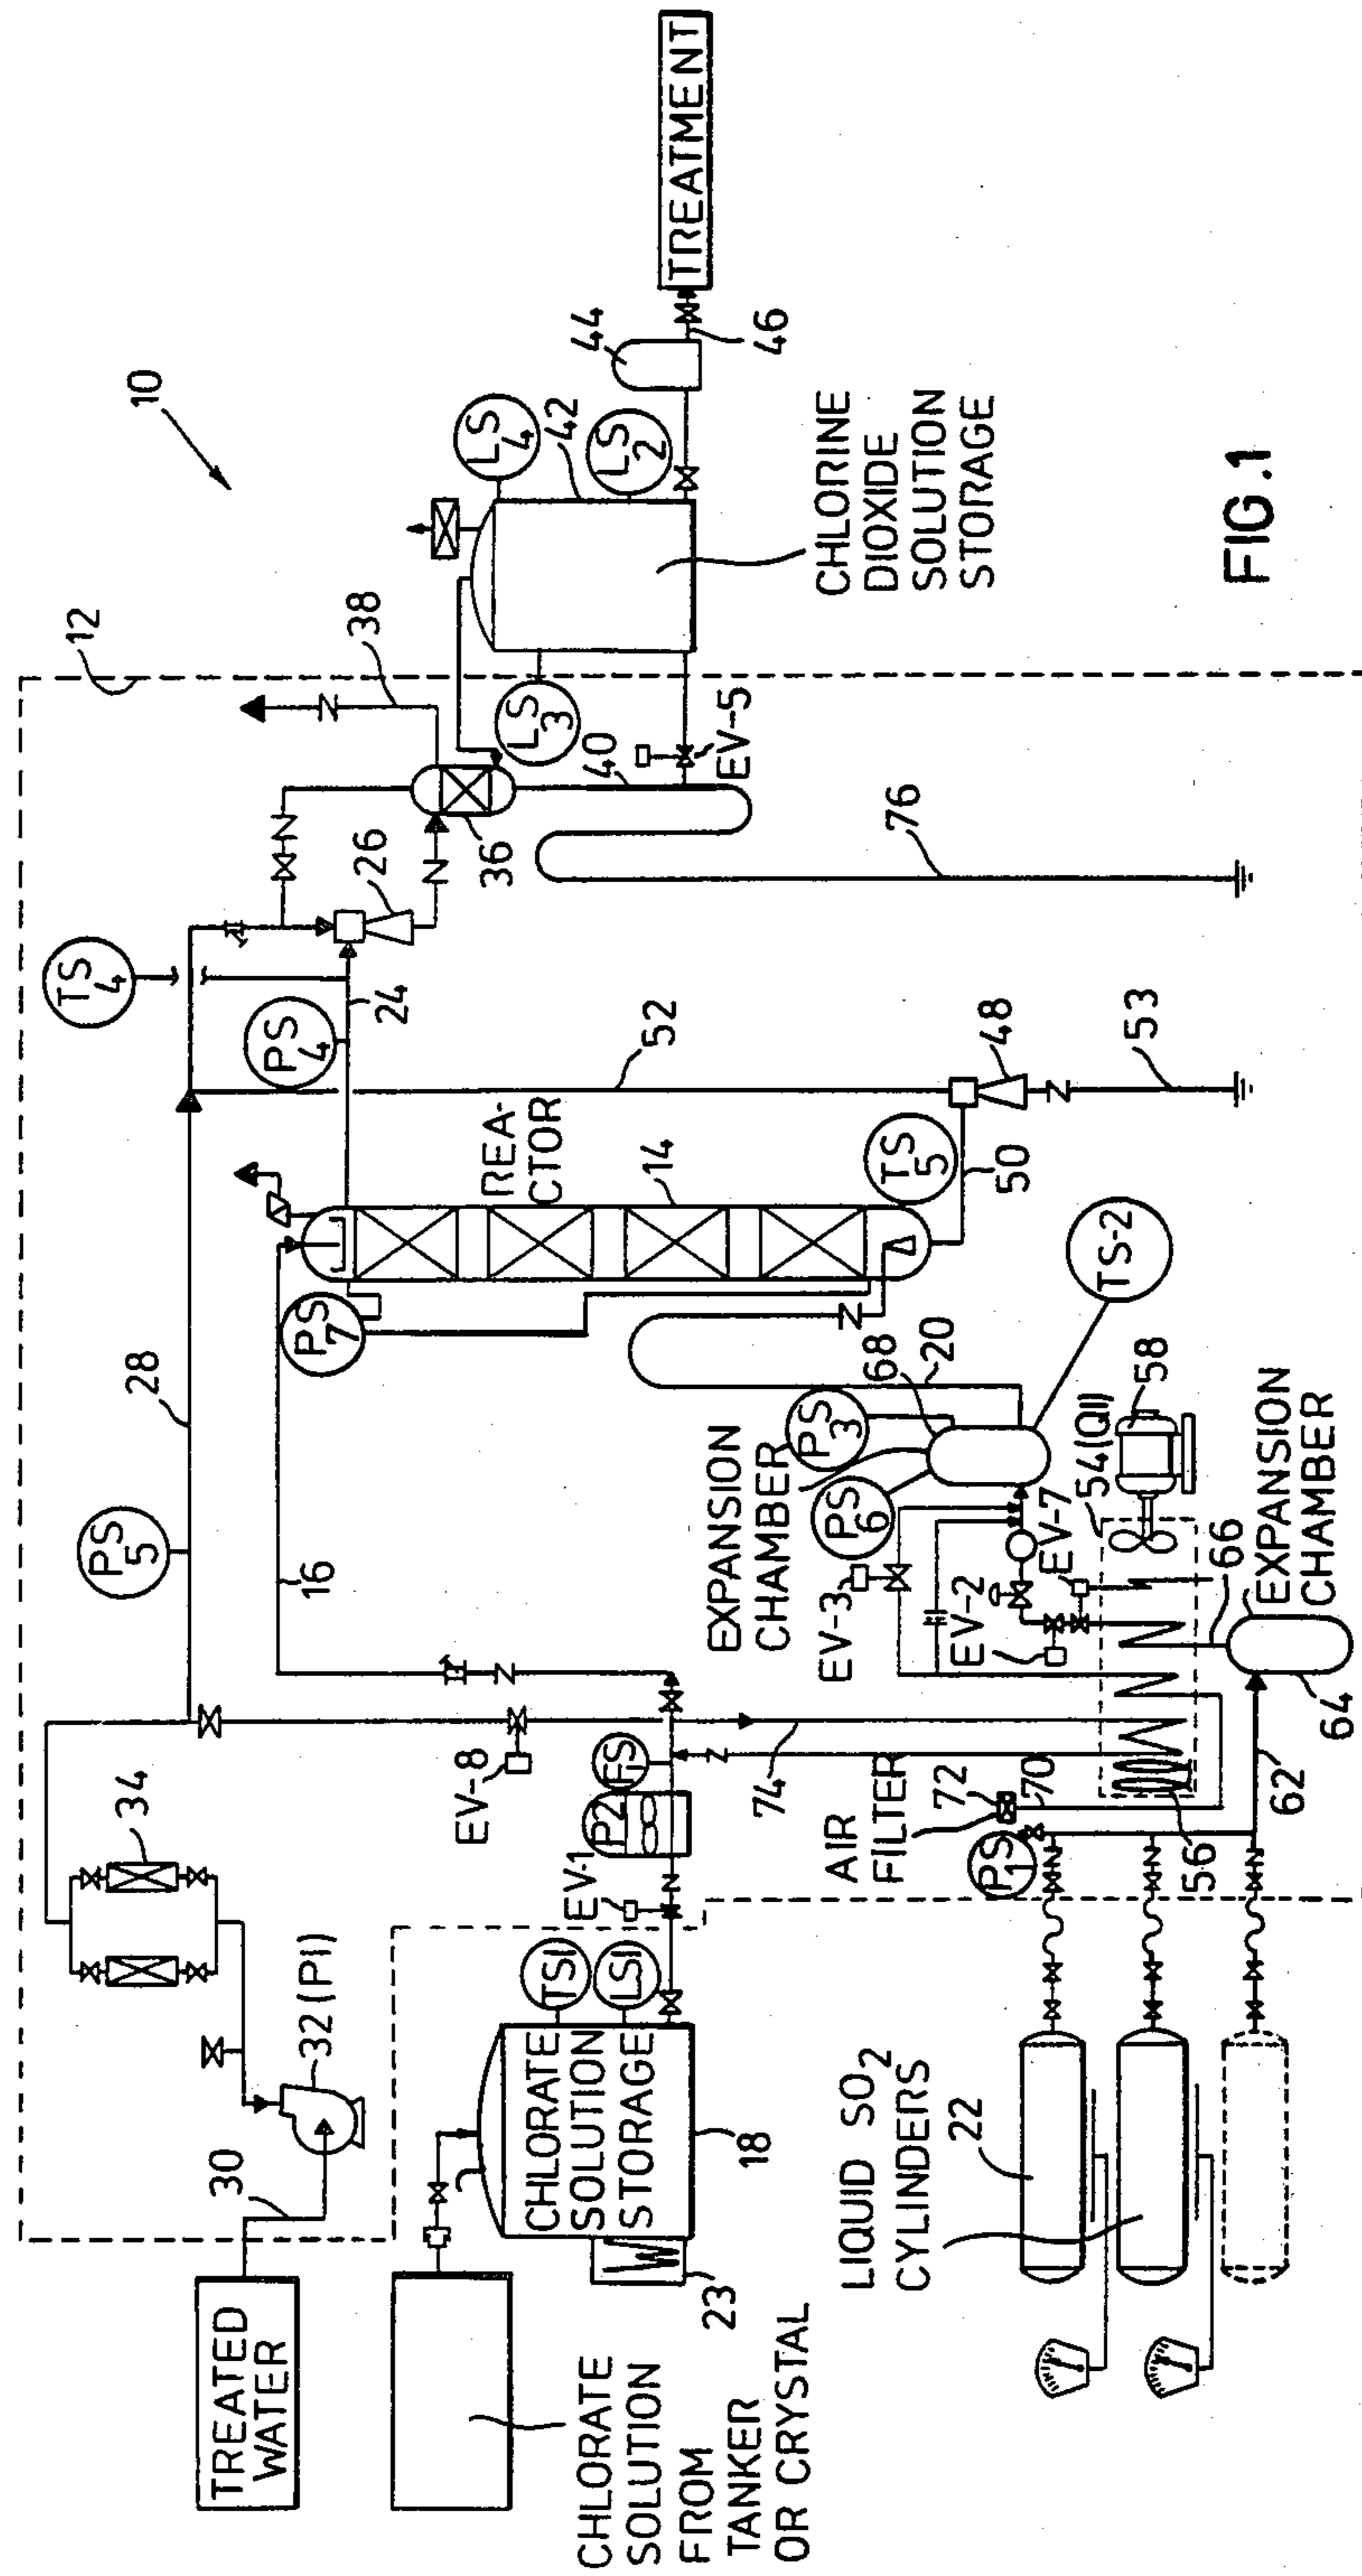 10
12
TREATED
WATER
30
32 (P1)
34
28
PS
5
TS
4
PS
4
24
26
38
36
40
EV-5
LS
3
LS
4
42
LS
2
44
46
TREATMENT
CHLORINE
DIOXIDE
SOLUTION
STORAGE
76
CHLORATE
SOLUTION
FROM
TANKER
OR CRYSTAL
CHLORATE
SOLUTION
STORAGE
18
23
TS1
LS1
EV-1
P2
FS
1
EV-8
16
PS
7
REA-
CTOR
14
TS
5
50
52
48
53
20
68
TS-2
PS
3
PS
6
EXPANSION
CHAMBER
EV-3
EV-2
EV-7
54(Q1)
58
66
EXPANSION
CHAMBER
64
62
56
74
AIR
FILTER
72
70
PS
1
LIQUID SO2
CYLINDERS
22
FIG.1